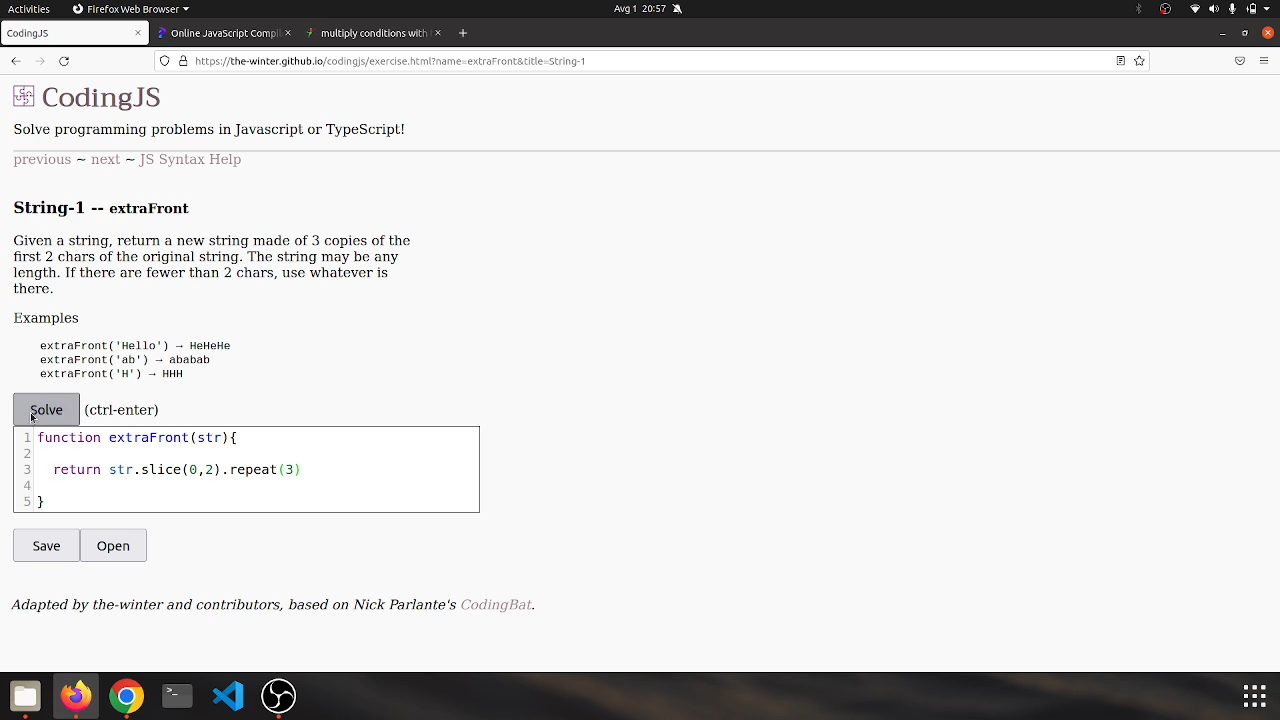 Activities
Firefox Web Browser
Avg 1 20:57
CodingJS
Online JavaScript Compil
multiply conditions with
https://the-winter.github.io/codingjs/exercise.html?name=extraFront&title=String-1
CodingJS
Solve programming problems in Javascript or TypeScript!
previous ~ next ~ JS Syntax Help
String-1 -- extraFront
Given a string, return a new string made of 3 copies of the
first 2 chars of the original string. The string may be any
length. If there are fewer than 2 chars, use whatever is
there.
Examples
extraFront('Hello') → HeHeHe
extraFront('ab') → ababab
extraFront('H') → HHH
Solve (ctrl-enter)
1 function extraFront(str){
2
3 return str.slice(0,2).repeat(3)
4
5 }
Save Open
Adapted by the-winter and contributors, based on Nick Parlante's CodingBat.